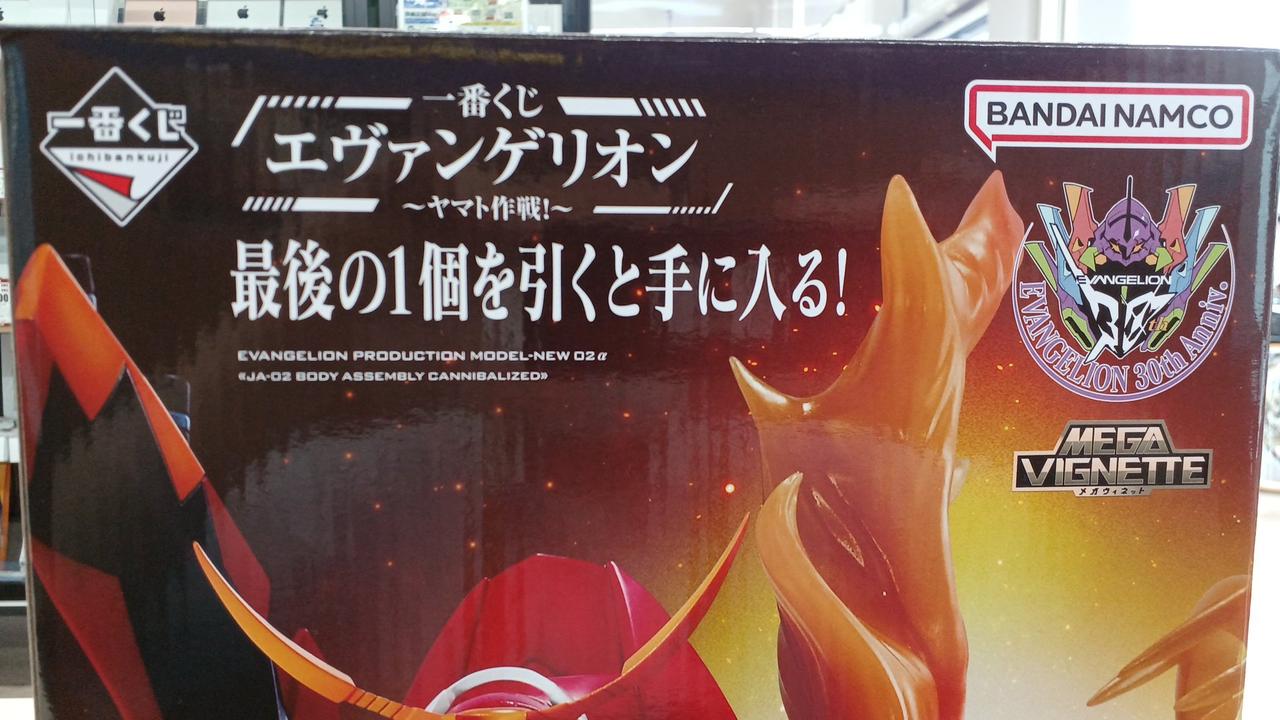 一番くじ
ichibankuji
一番くじ
エヴァンゲリオン
～ヤマト作戦!～
最後の1個を引くと手に入る!
EVANGELION PRODUCTION MODEL-NEW 02α
《JA-02 BODY ASSEMBLY CANNIBALIZED》
BANDAI NAMCO
EVANGELION
30th
EVANGELION 30th Anniv.
MEGA
VIGNETTE
メガヴィネット